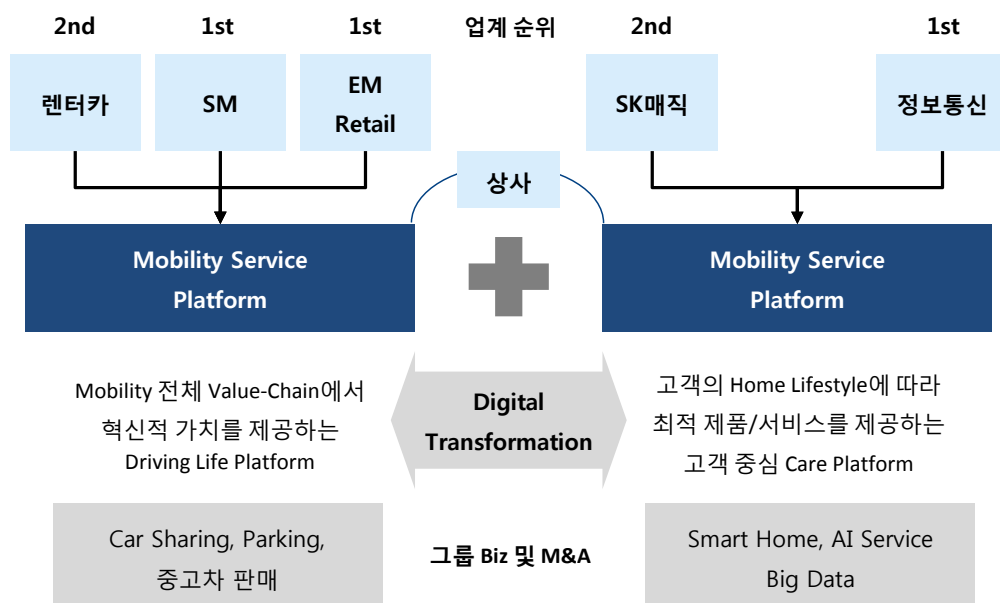 2nd 1st 1st 업계 순위 2nd 1st
렌터카
SM
EM
Retail
SK매직
정보통신
상사
Mobility Service
Platform
Mobility Service
Platform
Mobility 전체 Value-Chain에서
혁신적 가치를 제공하는
Driving Life Platform
Digital
Transformation
고객의 Home Lifestyle에 따라
최적 제품/서비스를 제공하는
고객 중심 Care Platform
Car Sharing, Parking,
중고차 판매
그룹 Biz 및 M&A
Smart Home, AI Service
Big Data